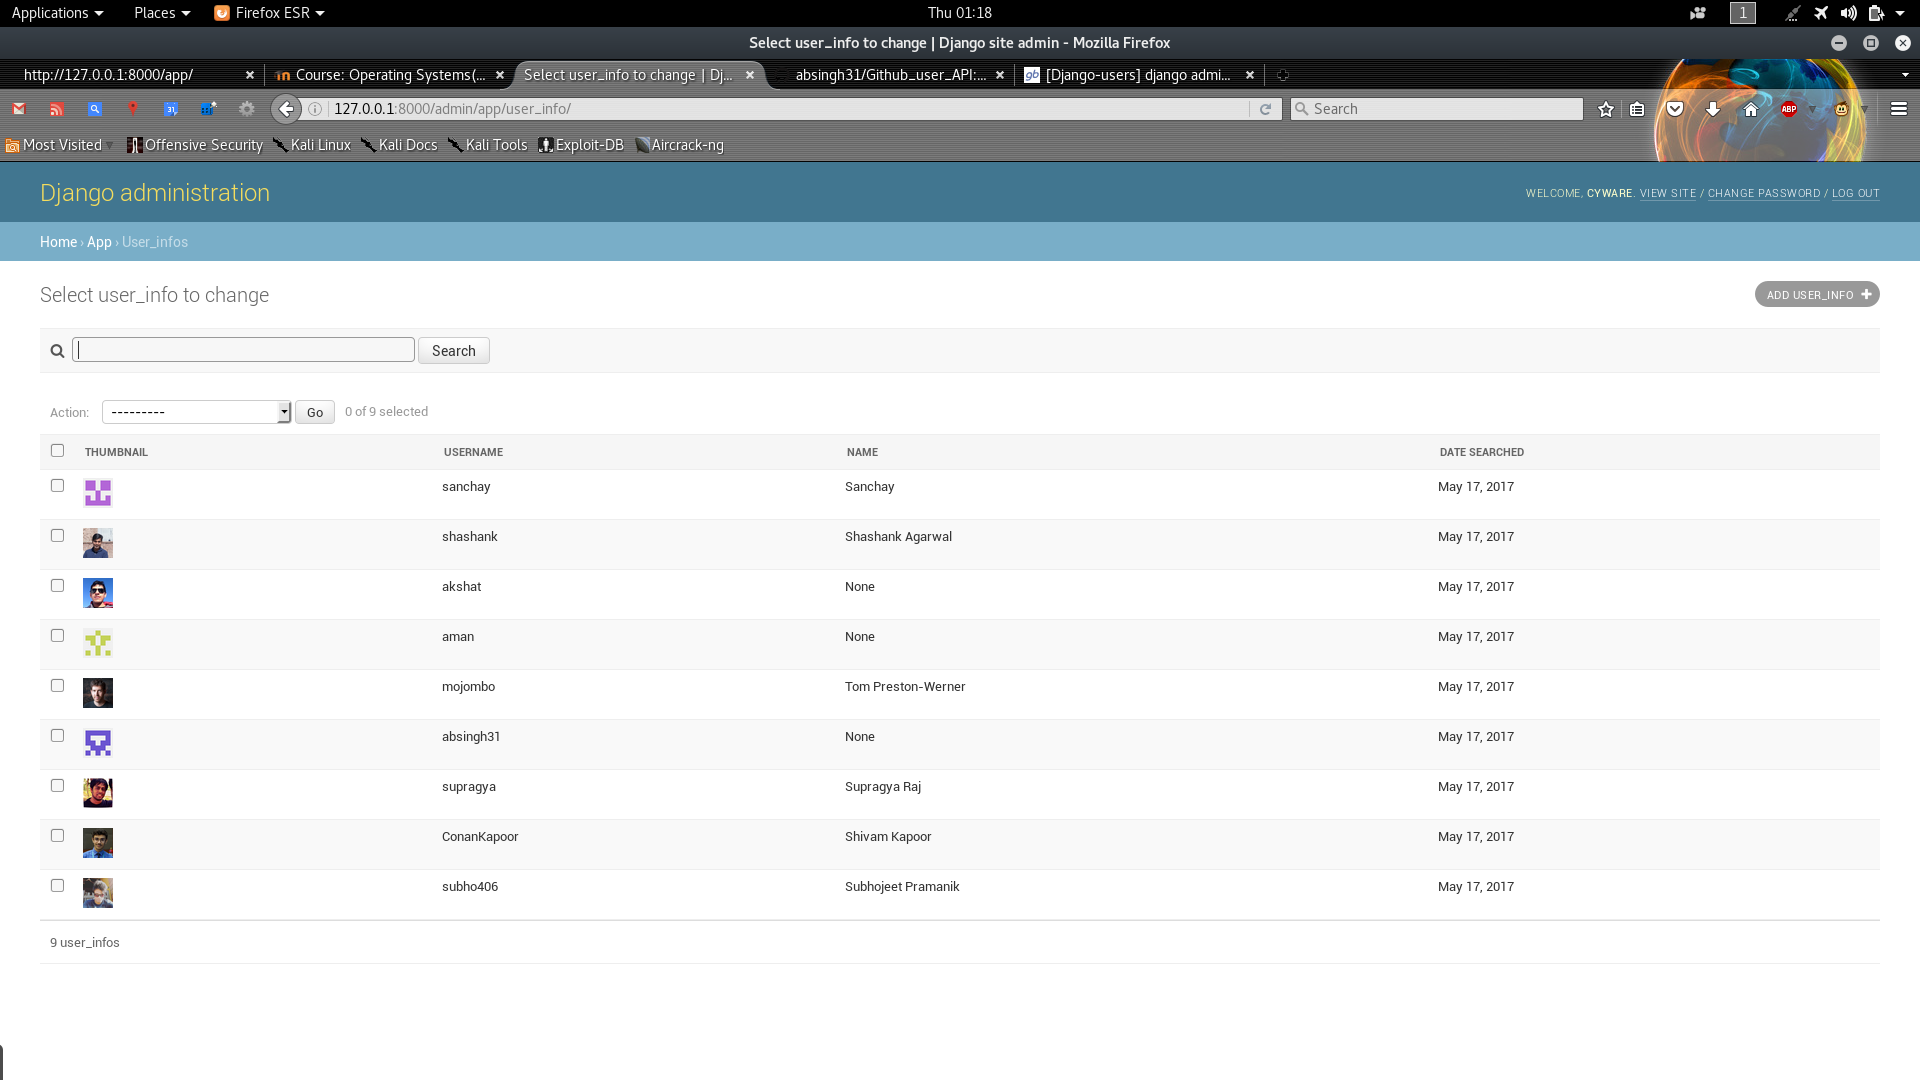 Applications Places Firefox ESR Thu 01:18 1
Select user_info to change | Django site admin - Mozilla Firefox
http://127.0.0.1:8000/app/ Course: Operating Systems(... Select user_info to change | Dj... absingh31/Github_user_API:... [Django-users] django admi...
127.0.0.1:8000/admin/app/user_info/ Search ABP
Most Visited Offensive Security Kali Linux Kali Docs Kali Tools Exploit-DB Aircrack-ng
Django administration WELCOME, CYWARE. VIEW SITE / CHANGE PASSWORD / LOG OUT
Home › App › User_infos
Select user_info to change ADD USER_INFO +
Search
Action: --------- Go 0 of 9 selected
THUMBNAIL USERNAME NAME DATE SEARCHED
sanchay Sanchay May 17, 2017
shashank Shashank Agarwal May 17, 2017
akshat None May 17, 2017
aman None May 17, 2017
mojombo Tom Preston-Werner May 17, 2017
absingh31 None May 17, 2017
supragya Supragya Raj May 17, 2017
ConanKapoor Shivam Kapoor May 17, 2017
subho406 Subhojeet Pramanik May 17, 2017
9 user_infos